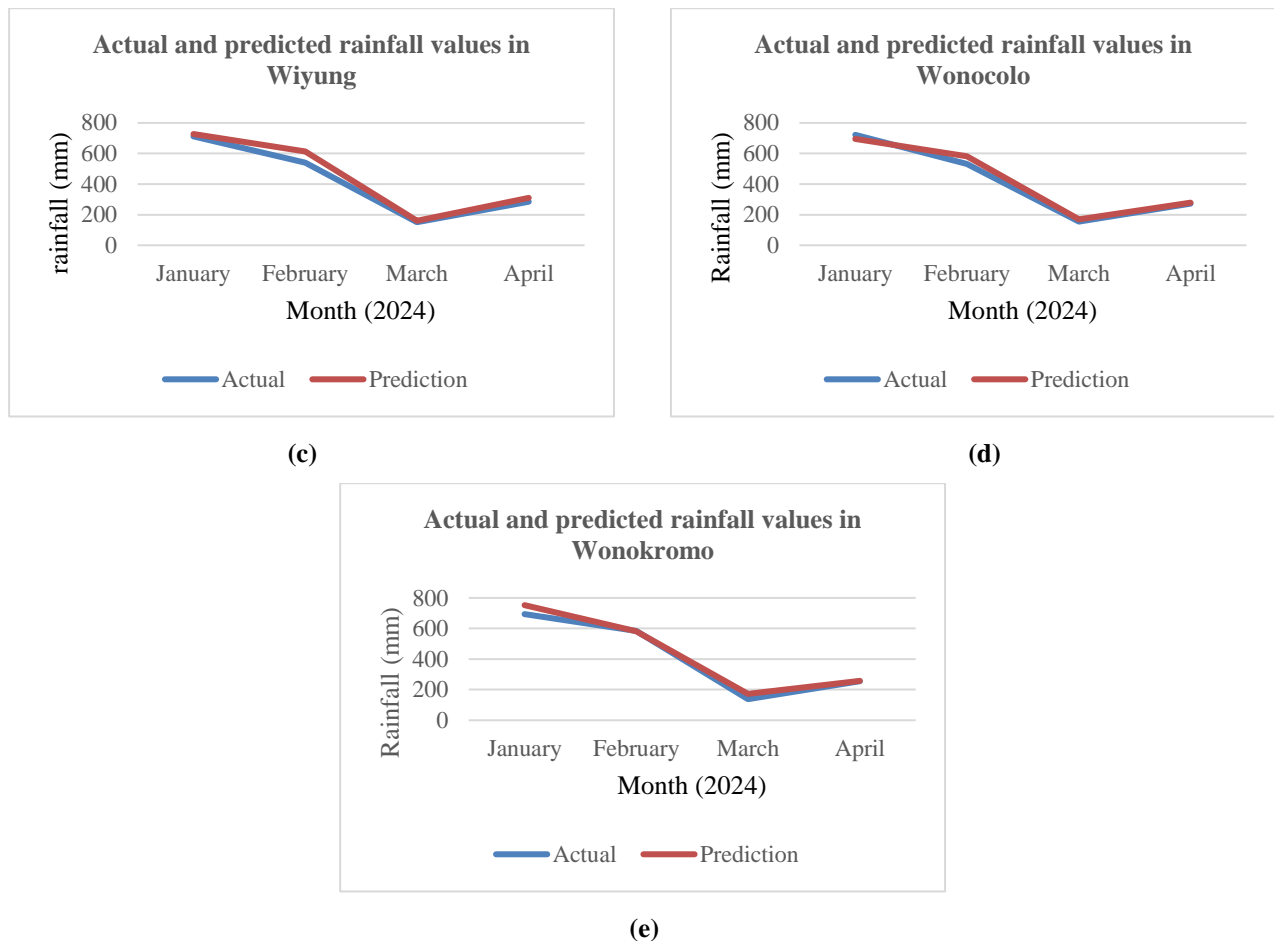 Actual and predicted rainfall values in
Wiyung
rainfall (mm)
800
600
400
200
0
January February March April
Month (2024)
Actual Prediction
(c)
Actual and predicted rainfall values in
Wonocolo
Rainfall (mm)
800
600
400
200
0
January February March April
Month (2024)
Actual Prediction
(d)
Actual and predicted rainfall values in
Wonokromo
Rainfall (mm)
800
600
400
200
0
January February March April
Month (2024)
Actual Prediction
(e)